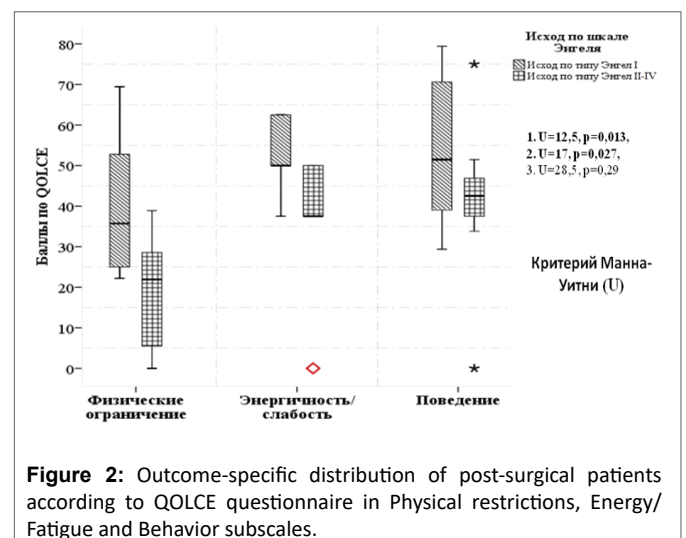 Баллы по QOLCE
80
70
60
50
40
30
20
10
0
Физические
ограничение
Энергичность/
слабость
Поведение
Исход по шкале
Энгеля
Исход по типу Энгел I
Исход по типу Энгел II-IV
1. U=12,5, p=0,013,
2. U=17, p=0,027,
3. U=28,5, p=0,29
Критерий Манна-
Уитни (U)
Figure 2: Outcome-specific distribution of post-surgical patients
according to QOLCE questionnaire in Physical restrictions, Energy/
Fatigue and Behavior subscales.